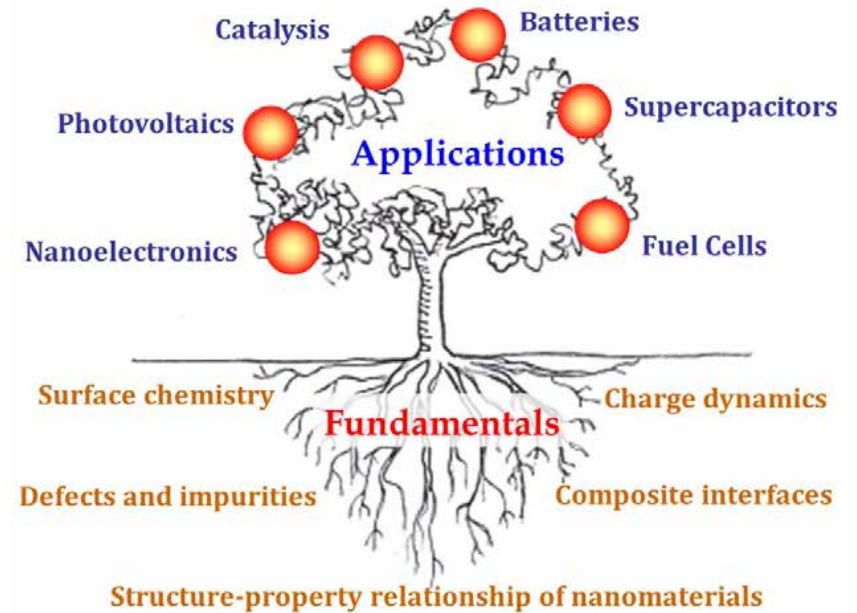 Catalysis
Batteries
Photovoltaics
Supercapacitors
Applications
Nanoelectronics
Fuel Cells
Surface chemistry
Charge dynamics
Fundamentals
Defects and impurities
Composite interfaces
Structure-property relationship of nanomaterials